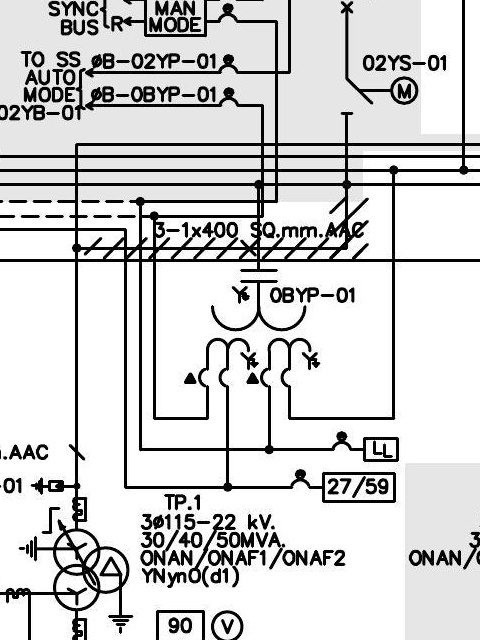 SYNC
BUS
R
MAN
MODE
TO SS
AUTO
MODE
02YB-01
øB-02YP-01
øB-0BYP-01
02YS-01
M
3-1x400 SQ.mm.AAC
0BYP-01
.AAC
-01
LL
27/59
TP.1
3ø115-22 kV.
30/40/50MVA.
ONAN/ONAF1/ONAF2
YNyn0(d1)
3
ONAN/
90
V